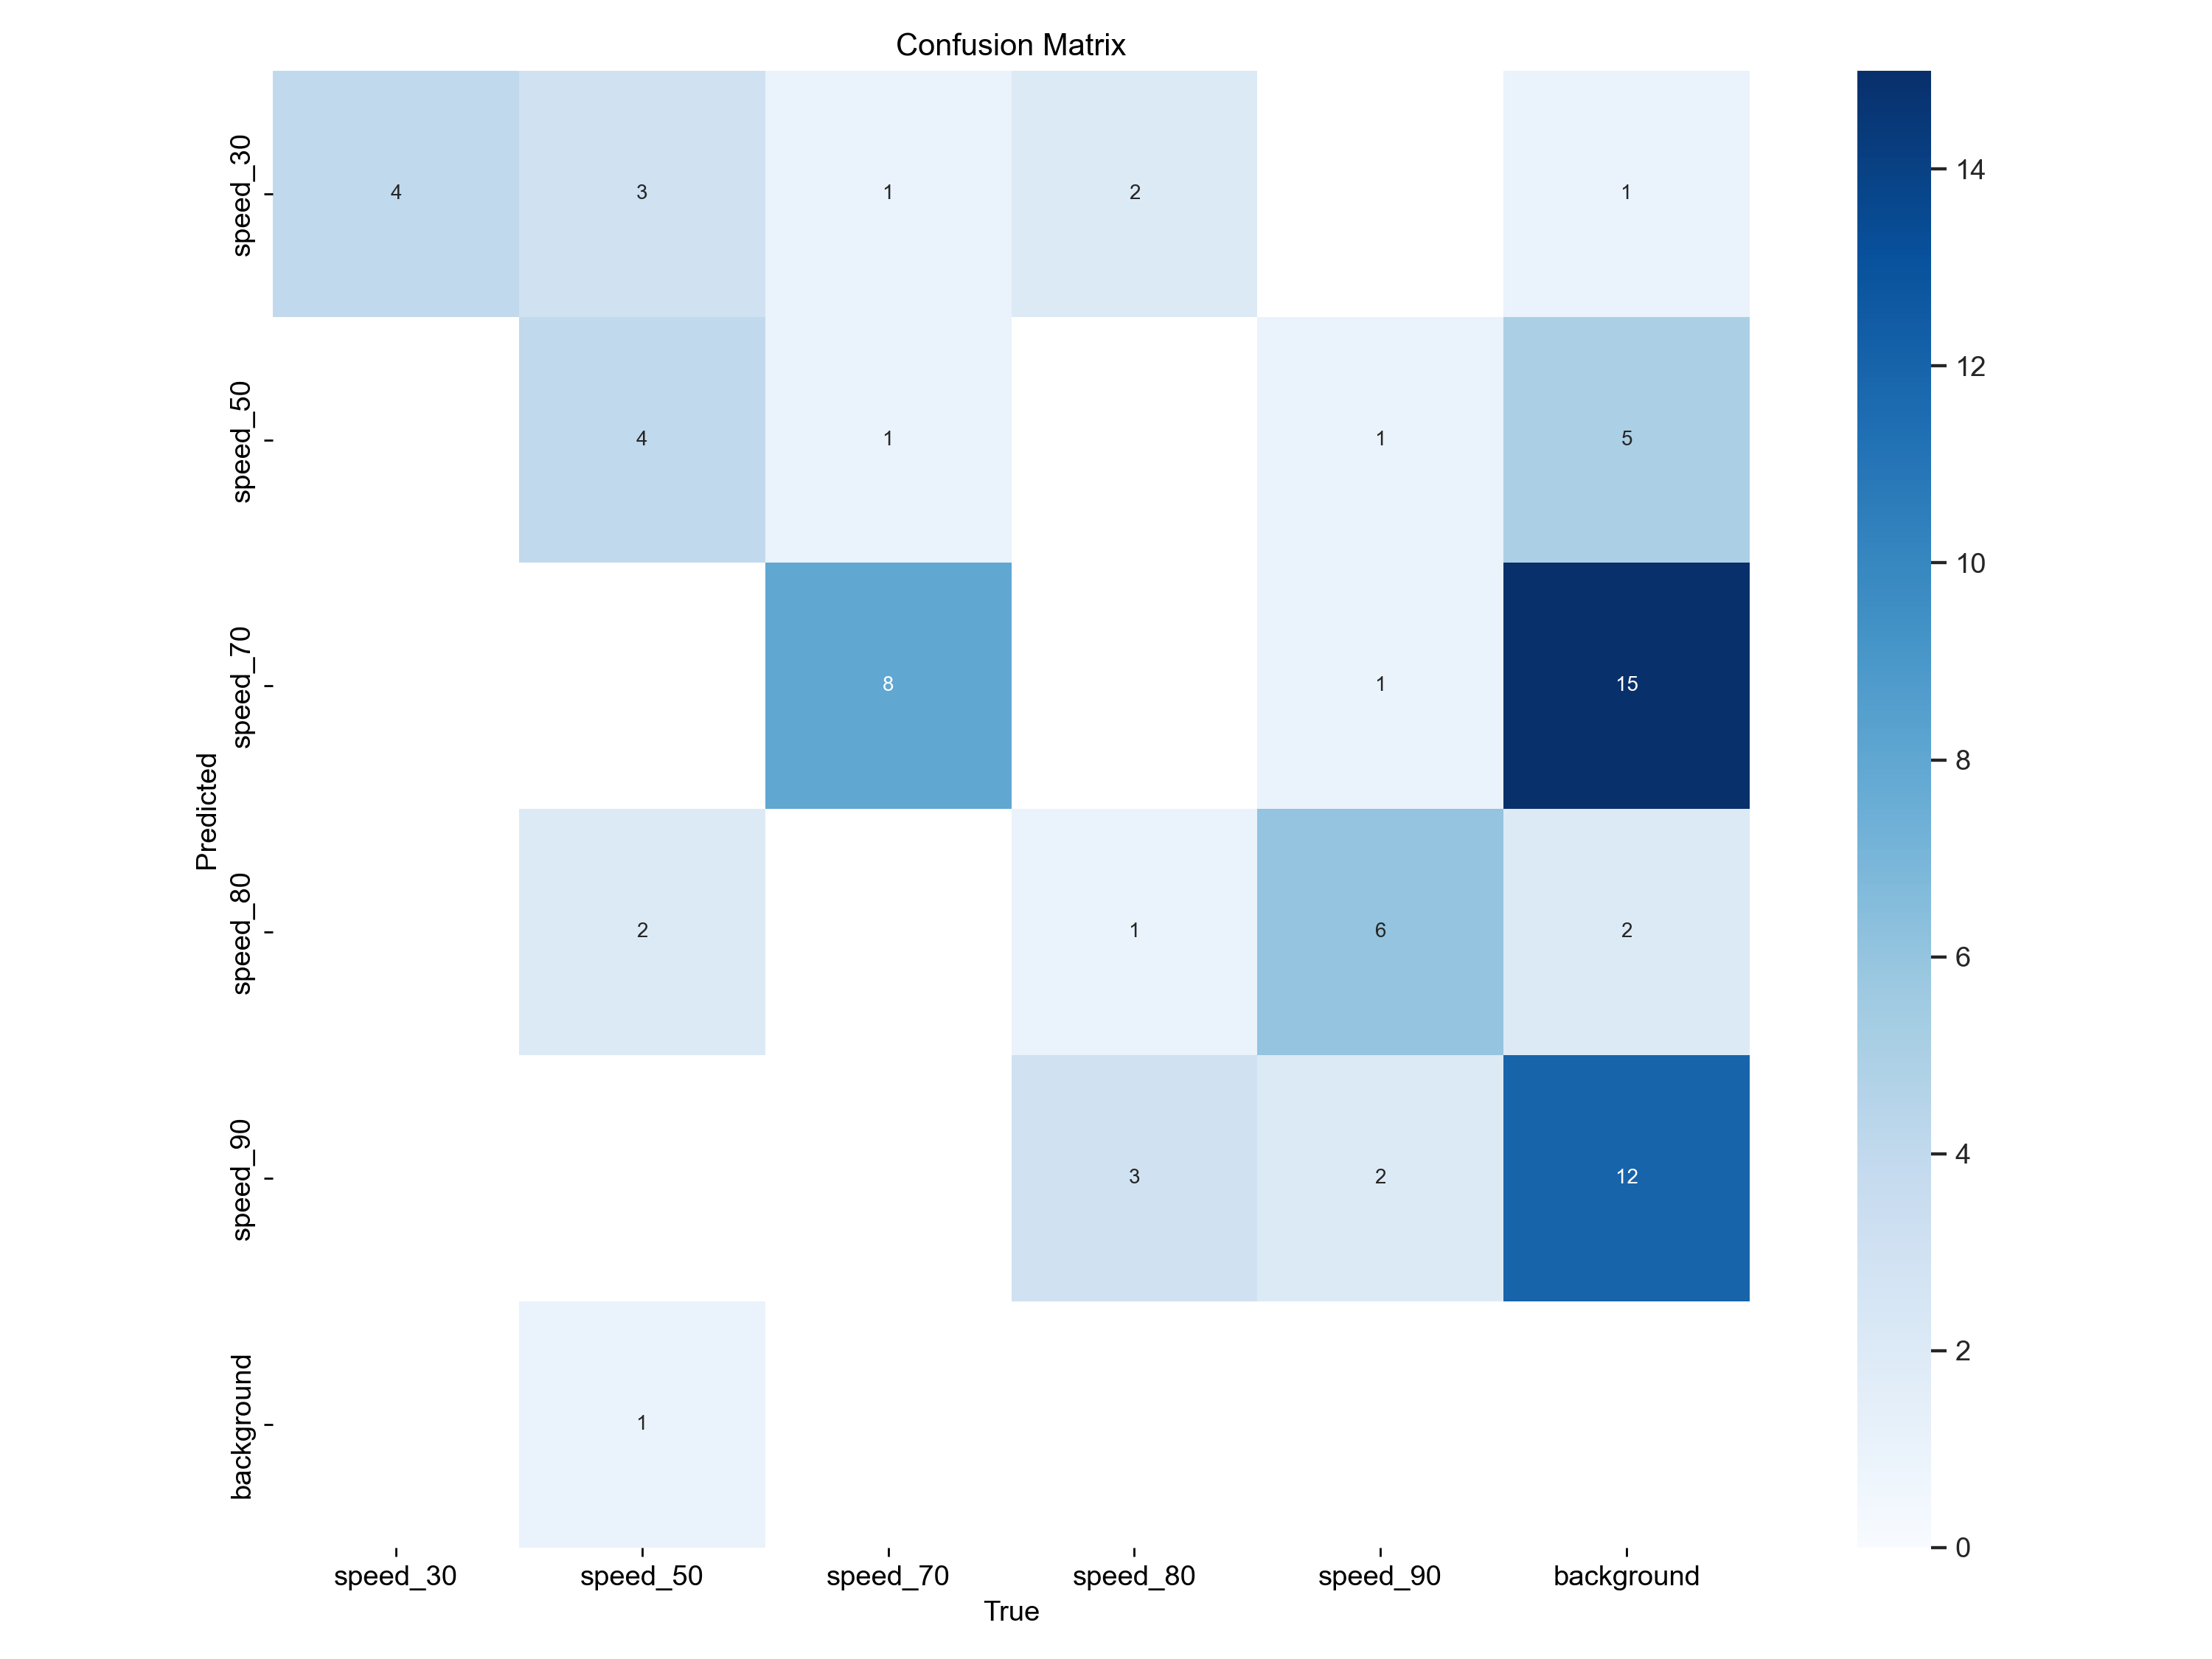 Confusion Matrix
speed_30
4 3 1 2 1
speed_50
4 1 1 5
speed_70
8 1 15
speed_80
2 1 6 2
speed_90
3 2 12
background
1
Predicted
speed_30 speed_50 speed_70 speed_80 speed_90 background
True
14
12
10
8
6
4
2
0